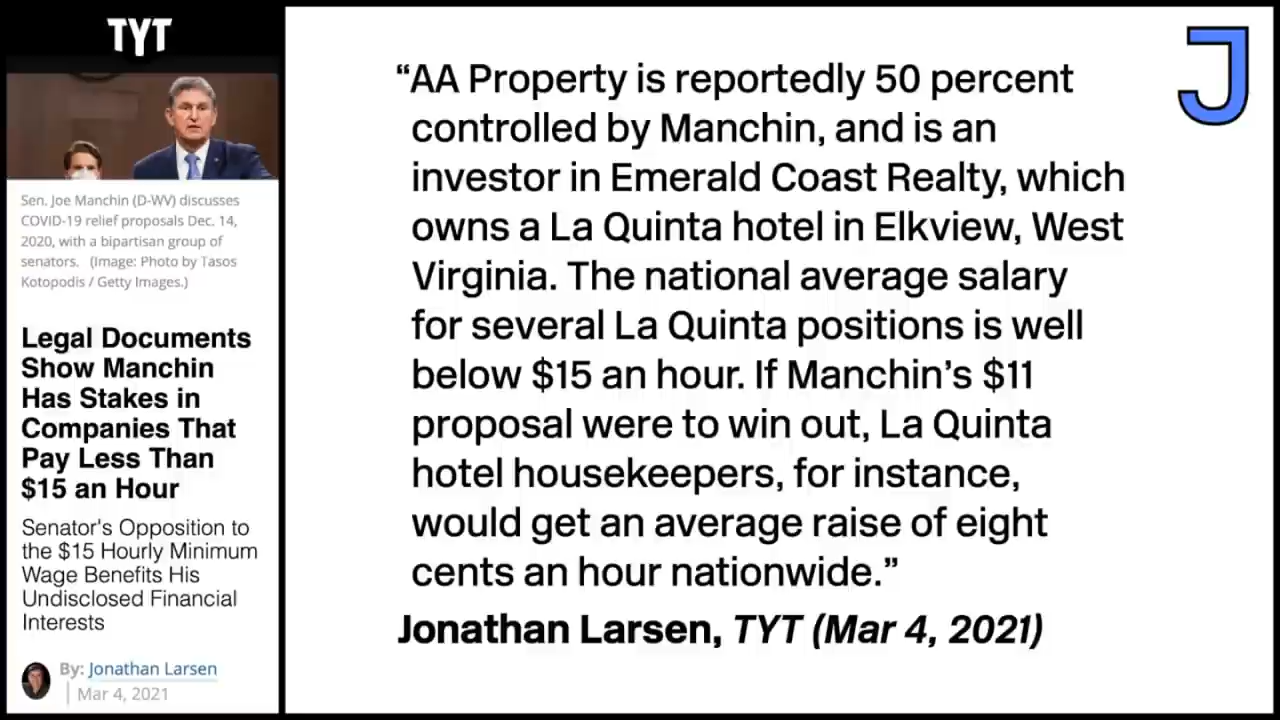 TYT
Sen. Joe Manchin (D-WV) discusses
COVID-19 relief proposals Dec. 14,
2020, with a bipartisan group of
senators.   (Image: Photo by Tasos
Kotopodis / Getty Images.)
Legal Documents
Show Manchin
Has Stakes in
Companies That
Pay Less Than
$15 an Hour
Senator's Opposition to
the $15 Hourly Minimum
Wage Benefits His
Undisclosed Financial
Interests
By: Jonathan Larsen
| Mar 4, 2021
“AA Property is reportedly 50 percent
controlled by Manchin, and is an
investor in Emerald Coast Realty, which
owns a La Quinta hotel in Elkview, West
Virginia. The national average salary
for several La Quinta positions is well
below $15 an hour. If Manchin’s $11
proposal were to win out, La Quinta
hotel housekeepers, for instance,
would get an average raise of eight
cents an hour nationwide.”
Jonathan Larsen, TYT (Mar 4, 2021)
J